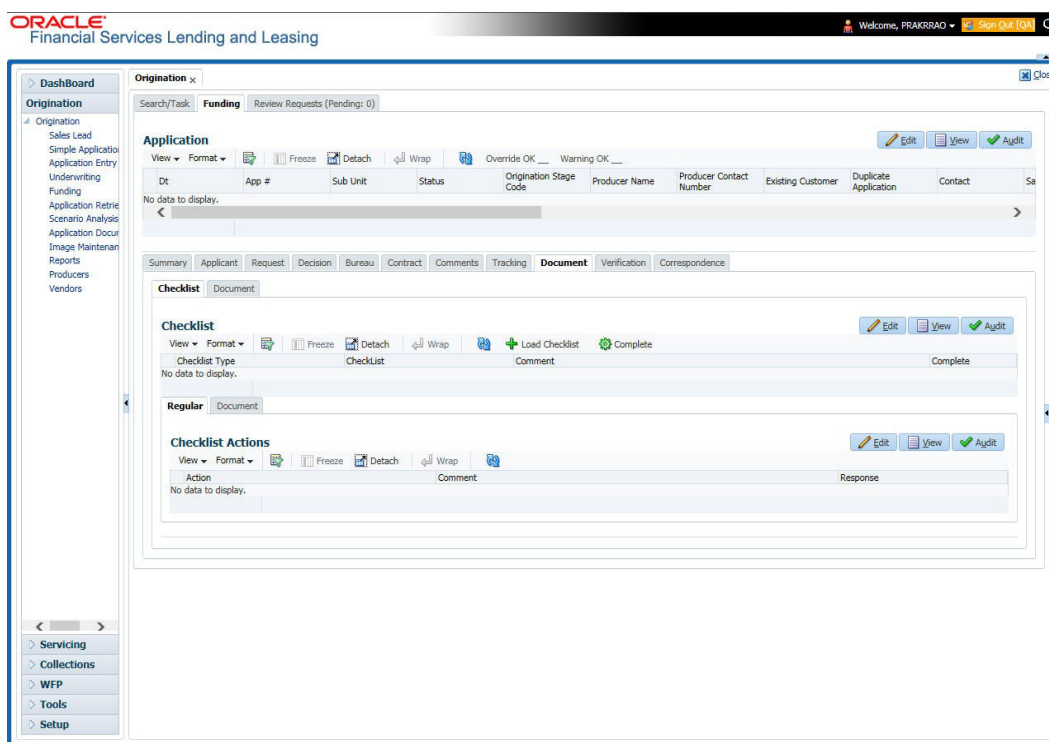 ORACLE
Financial Services Lending and Leasing
Welcome, PRAKRRAO Sign Out [QA]
DashBoard
Origination
Origination
Sales Lead
Simple Applicatio
Application Entry
Underwriting
Funding
Application Retrie
Scenario Analysis
Application Docur
Image Maintenan
Reports
Producers
Vendors
Servicing
Collections
WFP
Tools
Setup
Origination x Clos
Search/Task Funding Review Requests (Pending: 0)
Application Edit View Audit
View Format Freeze Detach Wrap Override OK __ Warning OK __
Dt App # Sub Unit Status Origination Stage Code Producer Name Producer Contact Number Existing Customer Duplicate Application Contact Sa
No data to display.
Summary Applicant Request Decision Bureau Contract Comments Tracking Document Verification Correspondence
Checklist Document
Checklist Edit View Audit
View Format Freeze Detach Wrap Load Checklist Complete
Checklist Type CheckList Comment Complete
No data to display.
Regular Document
Checklist Actions Edit View Audit
View Format Freeze Detach Wrap
Action Comment Response
No data to display.